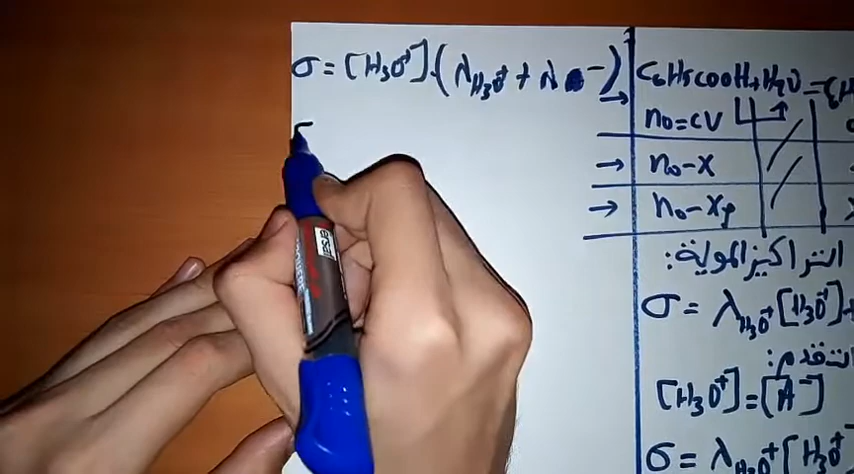 σ = [H₃O⁺].(λH₃O⁺ + λ ⁻)
C₆H₅COOH + H₂O =
n₀=CV
→ n₀-x
→ n₀-xf
التراكيز المولية:
σ = λH₃O⁺[H₃O⁺]+
التقدم:
[H₃O⁺]=[A⁻]
σ = λH₃O⁺[H₃O⁺